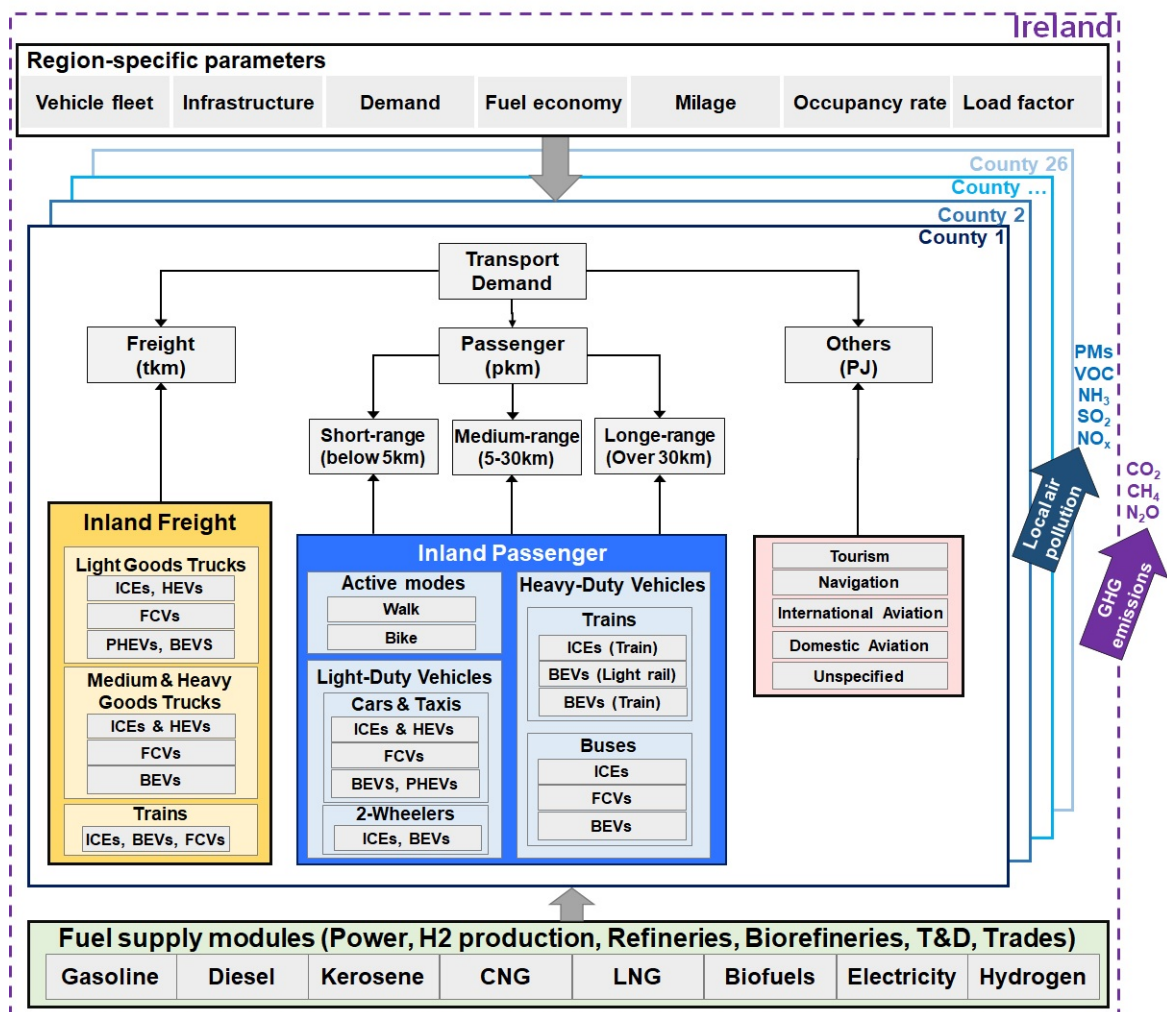 Ireland
Region-specific parameters
Vehicle fleet
Infrastructure
Demand
Fuel economy
Milage
Occupancy rate
Load factor
County 26
County ...
County 2
County 1
Transport
Demand
Freight
(tkm)
Passenger
(pkm)
Others
(PJ)
Short-range
(below 5km)
Medium-range
(5-30km)
Longe-range
(Over 30km)
Inland Freight
Light Goods Trucks
ICEs, HEVs
FCVs
PHEVs, BEVS
Medium & Heavy
Goods Trucks
ICEs & HEVs
FCVs
BEVs
Trains
ICEs, BEVs, FCVs
Inland Passenger
Active modes
Walk
Bike
Light-Duty Vehicles
Cars & Taxis
ICEs & HEVs
FCVs
BEVS, PHEVs
2-Wheelers
ICEs, BEVs
Heavy-Duty Vehicles
Trains
ICEs (Train)
BEVs (Light rail)
BEVs (Train)
Buses
ICEs
FCVs
BEVs
Tourism
Navigation
International Aviation
Domestic Aviation
Unspecified
PMs
VOC
NH₃
SO₂
NOₓ
Local air
pollution
CO₂
CH₄
N₂O
GHG
emissions
Fuel supply modules (Power, H2 production, Refineries, Biorefineries, T&D, Trades)
Gasoline
Diesel
Kerosene
CNG
LNG
Biofuels
Electricity
Hydrogen